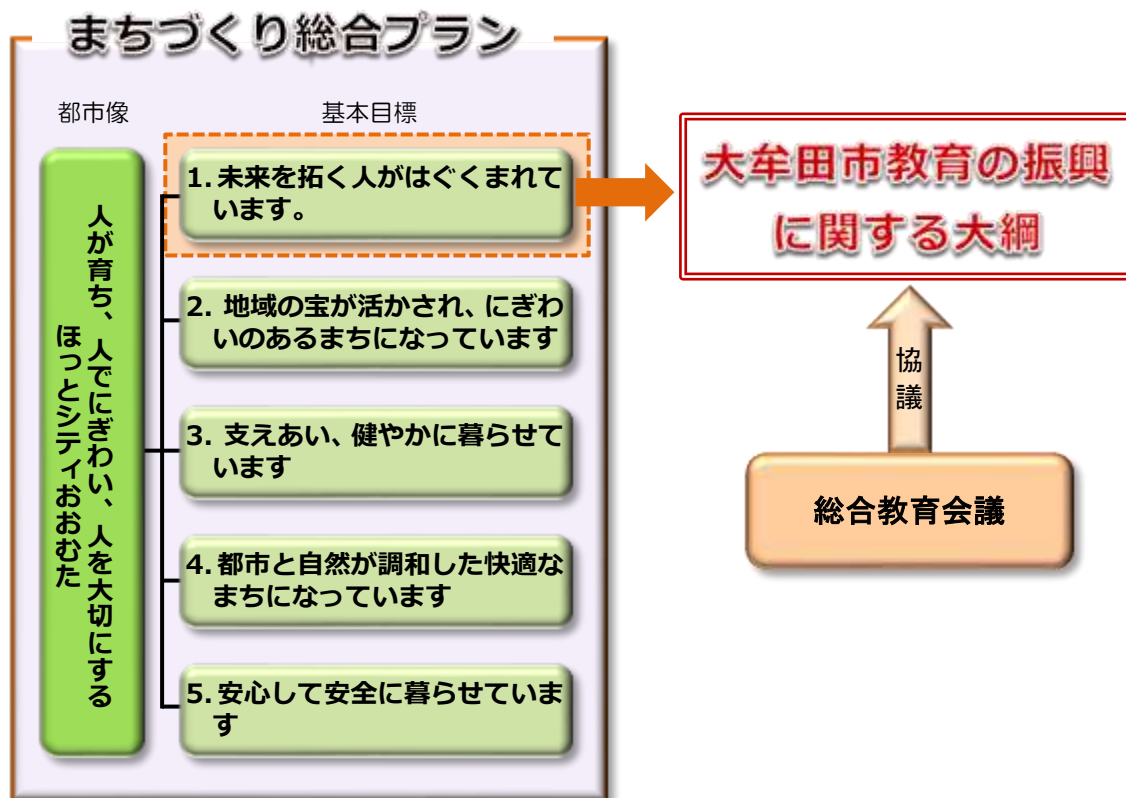 まちづくり総合プラン
都市像
基本目標
人が育ち、人でにぎわい、人を大切にする
ほっとシティおおむた
1. 未来を拓く人がはぐくまれて
います。
2. 地域の宝が活かされ、にぎわ
いのあるまちになっています
3. 支えあい、健やかに暮らせて
います
4. 都市と自然が調和した快適な
まちになっています
5. 安心して安全に暮らせていま
す
大牟田市教育の振興
に関する大綱
協議
総合教育会議